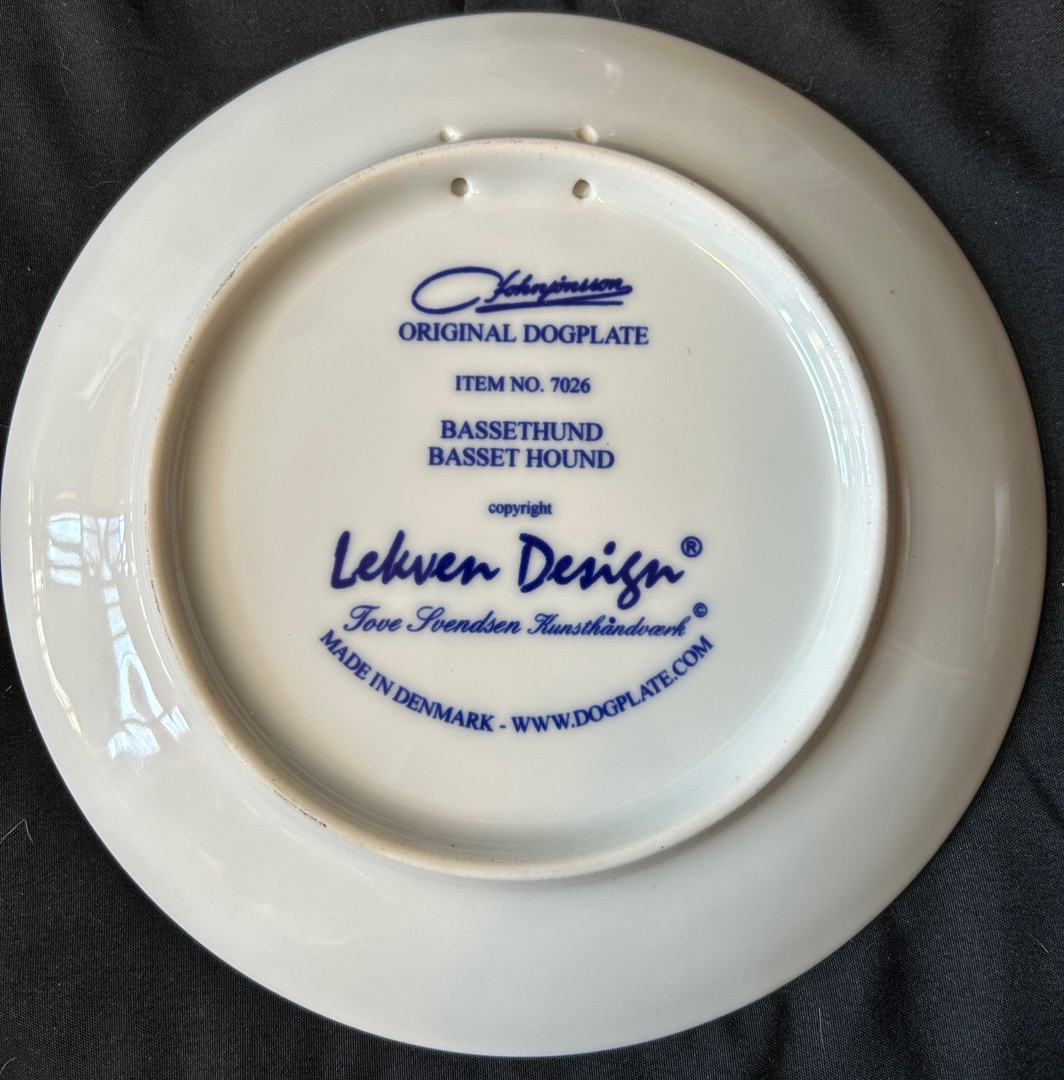 Johnjønsson
ORIGINAL DOGPLATE
ITEM NO. 7026
BASSETHUND
BASSET HOUND
copyright
Lekven Design®
Tove Svendsen Kunsthåndværk ©
MADE IN DENMARK - WWW.DOGPLATE.COM